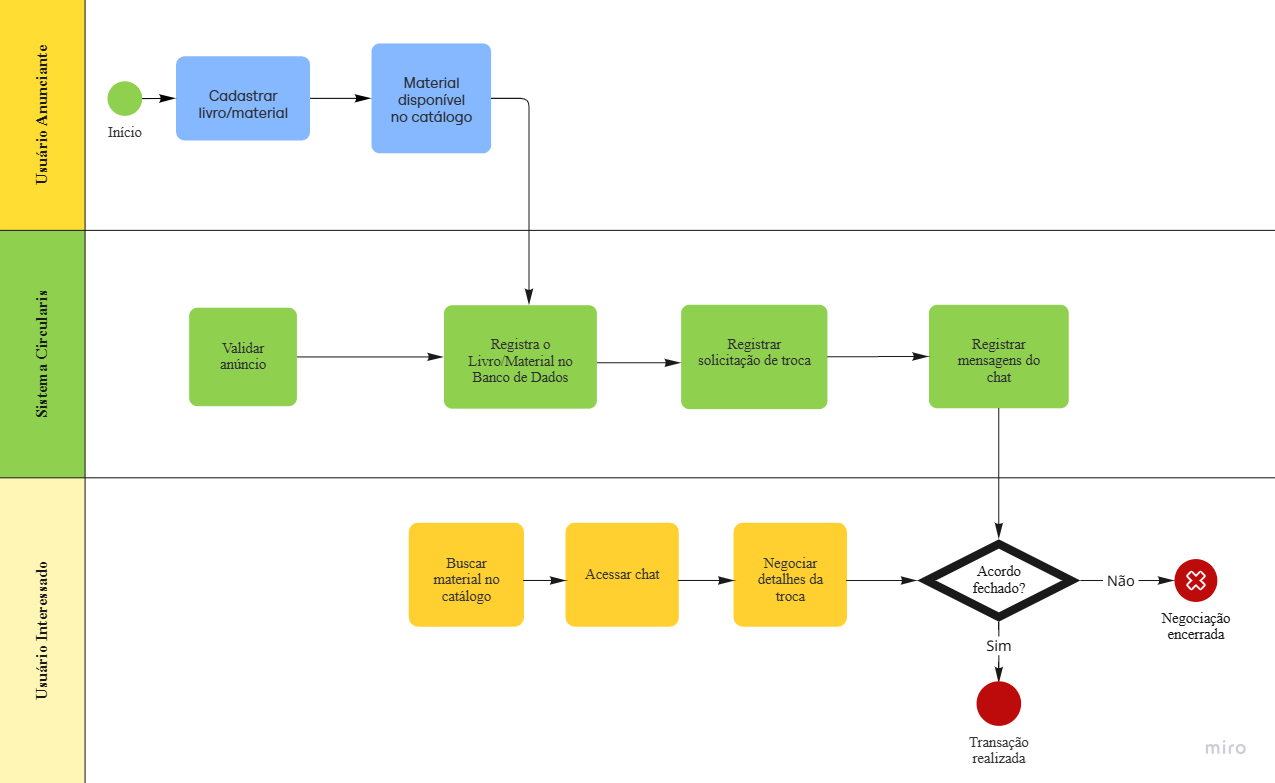 Usuário Anunciante
Início
Cadastrar
livro/material
Material
disponível
no catálogo
Sistema Circularis
Validar
anúncio
Registra o
Livro/Material no
Banco de Dados
Registrar
solicitação de troca
Registrar
mensagens do
chat
Usuário Interessado
Buscar
material no
catálogo
Acessar chat
Negociar
detalhes da
troca
Acordo
fechado?
Não
Negociação
encerrada
Sim
Transação
realizada
miro